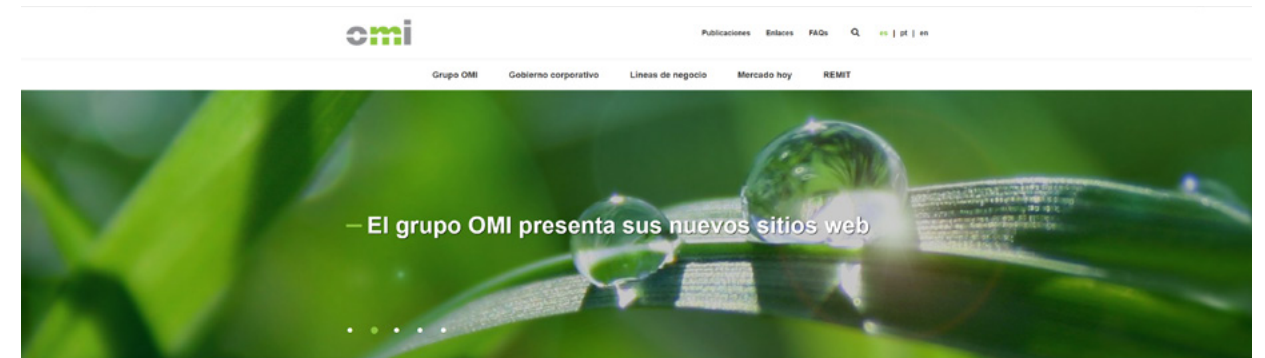 omi
Publicaciones Enlaces FAQs es | pt | en
Grupo OMI Gobierno corporativo Líneas de negocio Mercado hoy REMIT
– El grupo OMI presenta sus nuevos sitios web